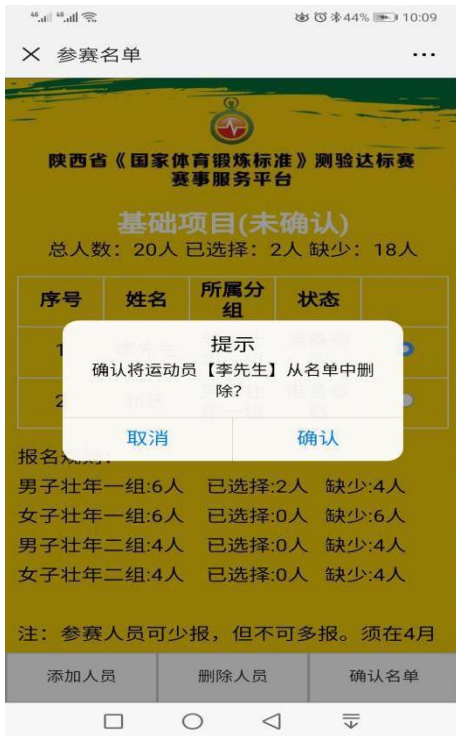 46 46 44% 10:09
参赛名单
陕西省《国家体育锻炼标准》测验达标赛
赛事服务平台
基础项目(未确认)
总人数：20人 已选择：2人 缺少：18人
序号 姓名 所属分组 状态
1
提示
确认将运动员【李先生】从名单中删
除?
2
取消 确认
报名规则:
男子壮年一组:6人 已选择:2人 缺少:4人
女子壮年一组:6人 已选择:0人 缺少:6人
男子壮年二组:4人 已选择:0人 缺少:4人
女子壮年二组:4人 已选择:0人 缺少:4人
注：参赛人员可少报，但不可多报。须在4月
添加人员 删除人员 确认名单